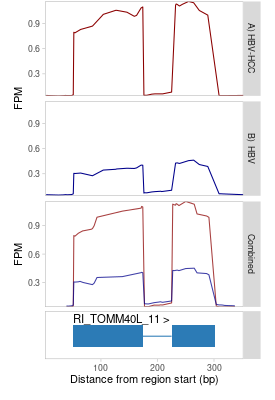 A) HBV-HCC
0.9
0.6
0.3
FPM
B) HBV
0.9
0.6
0.3
Combined
0.9
0.6
0.3
FPM
RI_TOMM40L_11 >
100
200
300
Distance from region start (bp)